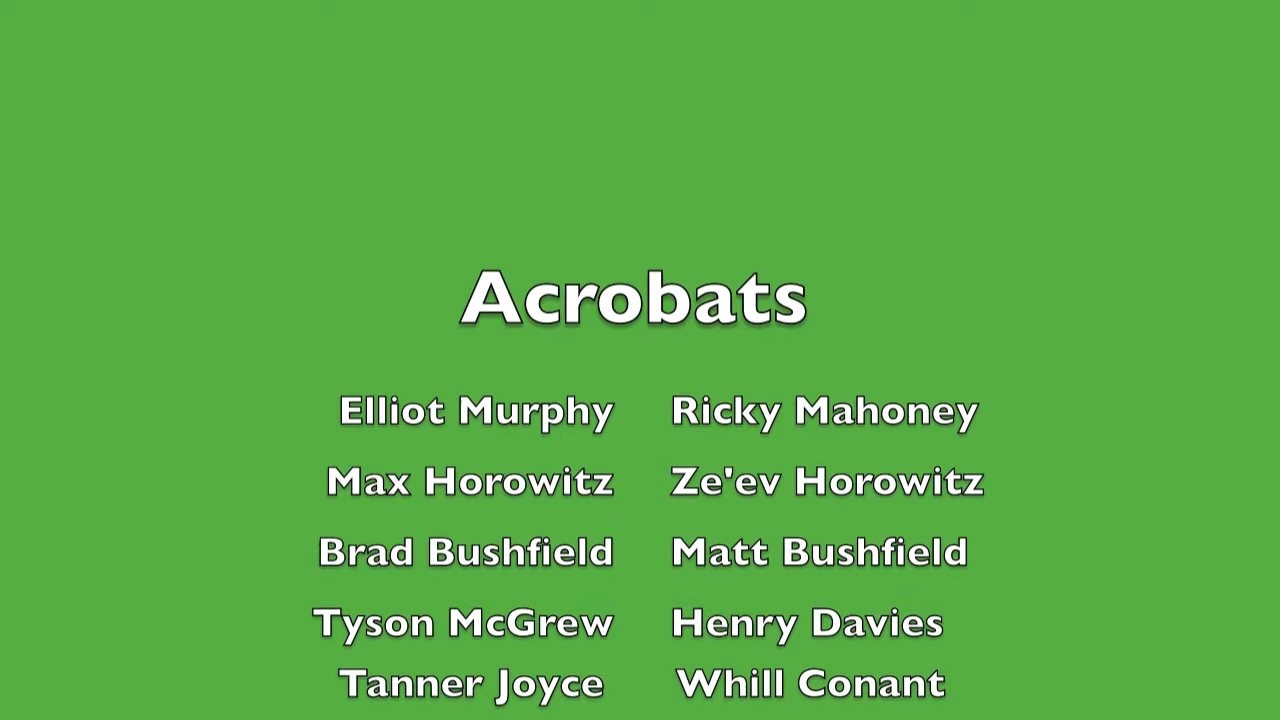 Acrobats
Elliot Murphy Ricky Mahoney
Max Horowitz Ze'ev Horowitz
Brad Bushfield Matt Bushfield
Tyson McGrew Henry Davies
Tanner Joyce Whill Conant